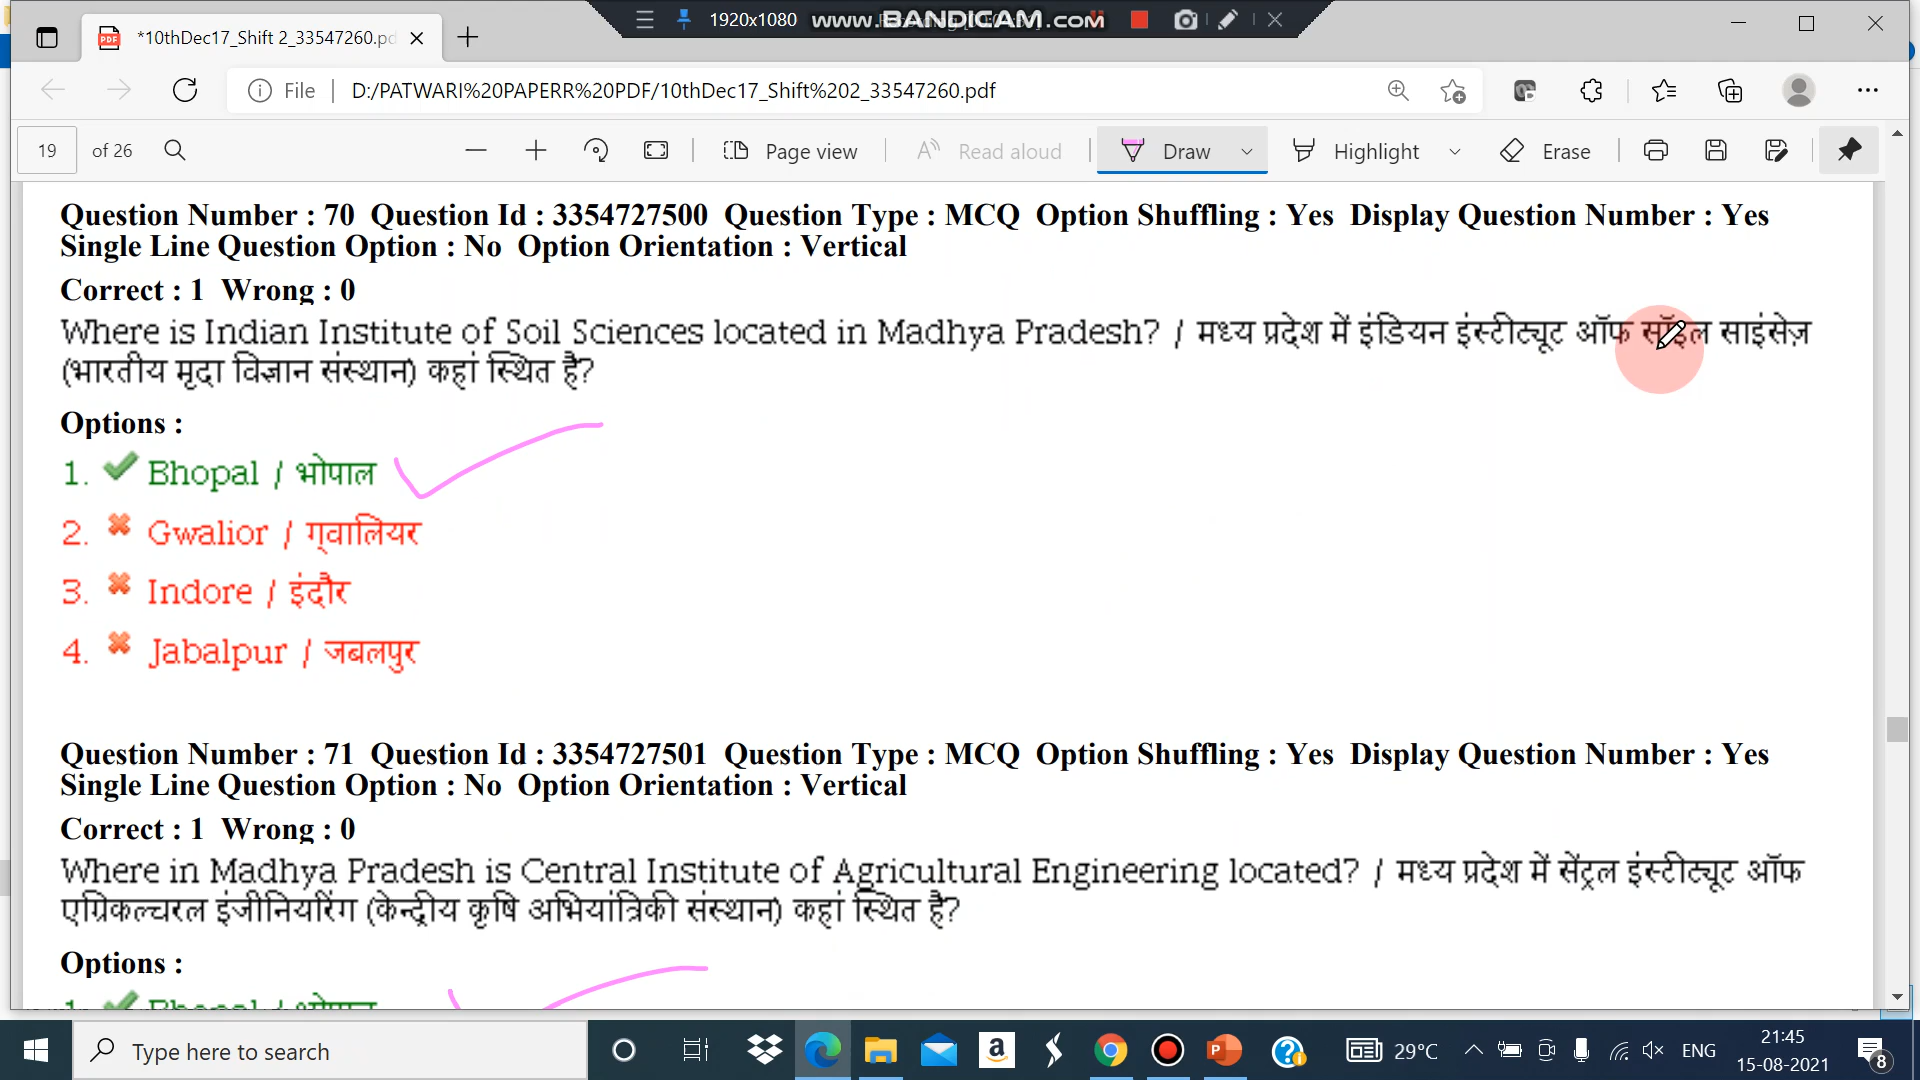 1920x1080 www.BANDICAM.com
*10thDec17_Shift 2_33547260.pd
File D:/PATWARI%20PAPERR%20PDF/10thDec17_Shift%202_33547260.pdf
19 of 26 Page view Read aloud Draw Highlight Erase
Question Number : 70 Question Id : 3354727500 Question Type : MCQ Option Shuffling : Yes Display Question Number : Yes
Single Line Question Option : No Option Orientation : Vertical
Correct : 1 Wrong : 0
Where is Indian Institute of Soil Sciences located in Madhya Pradesh? / मध्य प्रदेश में इंडियन इंस्टीट्यूट ऑफ सॉइल साइंसेज़
(भारतीय मृदा विज्ञान संस्थान) कहां स्थित है?
Options :
1. Bhopal / भोपाल
2. Gwalior / ग्वालियर
3. Indore / इंदौर
4. Jabalpur / जबलपुर
Question Number : 71 Question Id : 3354727501 Question Type : MCQ Option Shuffling : Yes Display Question Number : Yes
Single Line Question Option : No Option Orientation : Vertical
Correct : 1 Wrong : 0
Where in Madhya Pradesh is Central Institute of Agricultural Engineering located? / मध्य प्रदेश में सेंट्रल इंस्टीट्यूट ऑफ
एग्रिकल्चरल इंजीनियरिंग (केन्द्रीय कृषि अभियांत्रिकी संस्थान) कहां स्थित है?
Options :
1. Bhopal / भोपाल
Type here to search 29°C ENG 21:45
15-08-2021 8